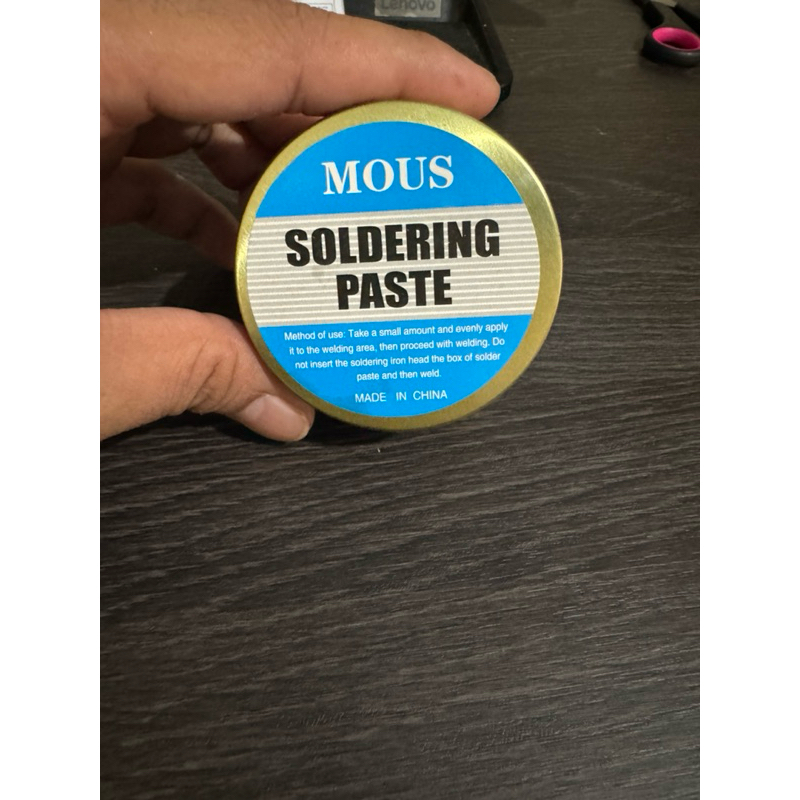 Lenovo
MOUS
SOLDERING
PASTE
Method of use: Take a small amount and evenly apply
it to the welding area, then proceed with welding. Do
not insert the soldering iron head the box of solder
paste and then weld.
MADE IN CHINA